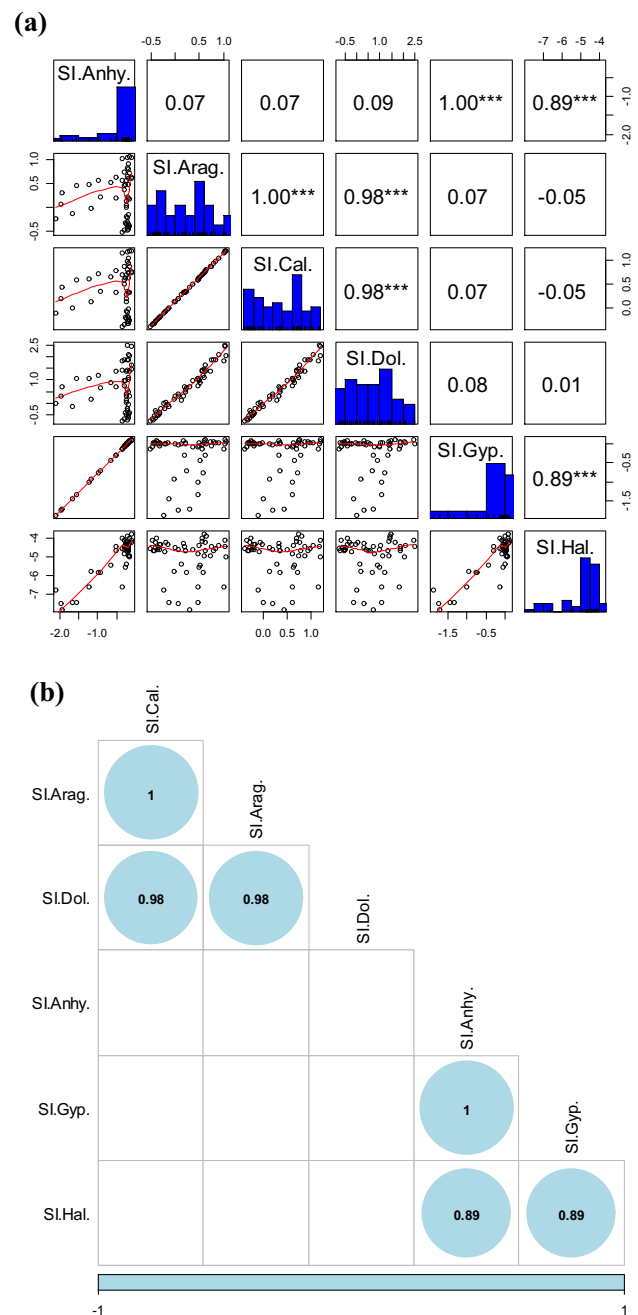 (a)
-0.5 0.5 1.0
-0.5 0.5 1.5 2.5
-7 -6 -5 -4
SI.Anhy. 0.07 0.07 0.09 1.00*** 0.89***
-2.0 -1.0
-0.5 0.5 1.0
SI.Arag. 1.00*** 0.98*** 0.07 -0.05
SI.Cal. 0.98*** 0.07 -0.05
0.0 0.5 1.0
-0.5 1.0 2.5
SI.Dol. 0.08 0.01
SI.Gyp. 0.89***
-1.5 -0.5
-7 -6 -5 -4
SI.Hal.
-2.0 -1.0
0.0 0.5 1.0
-1.5 -0.5
(b)
SI.Cal.
SI.Arag. 1 SI.Arag.
SI.Dol. 0.98 0.98 SI.Dol.
SI.Anhy. SI.Anhy.
SI.Gyp. 1 SI.Gyp.
SI.Hal. 0.89 0.89
-1 1